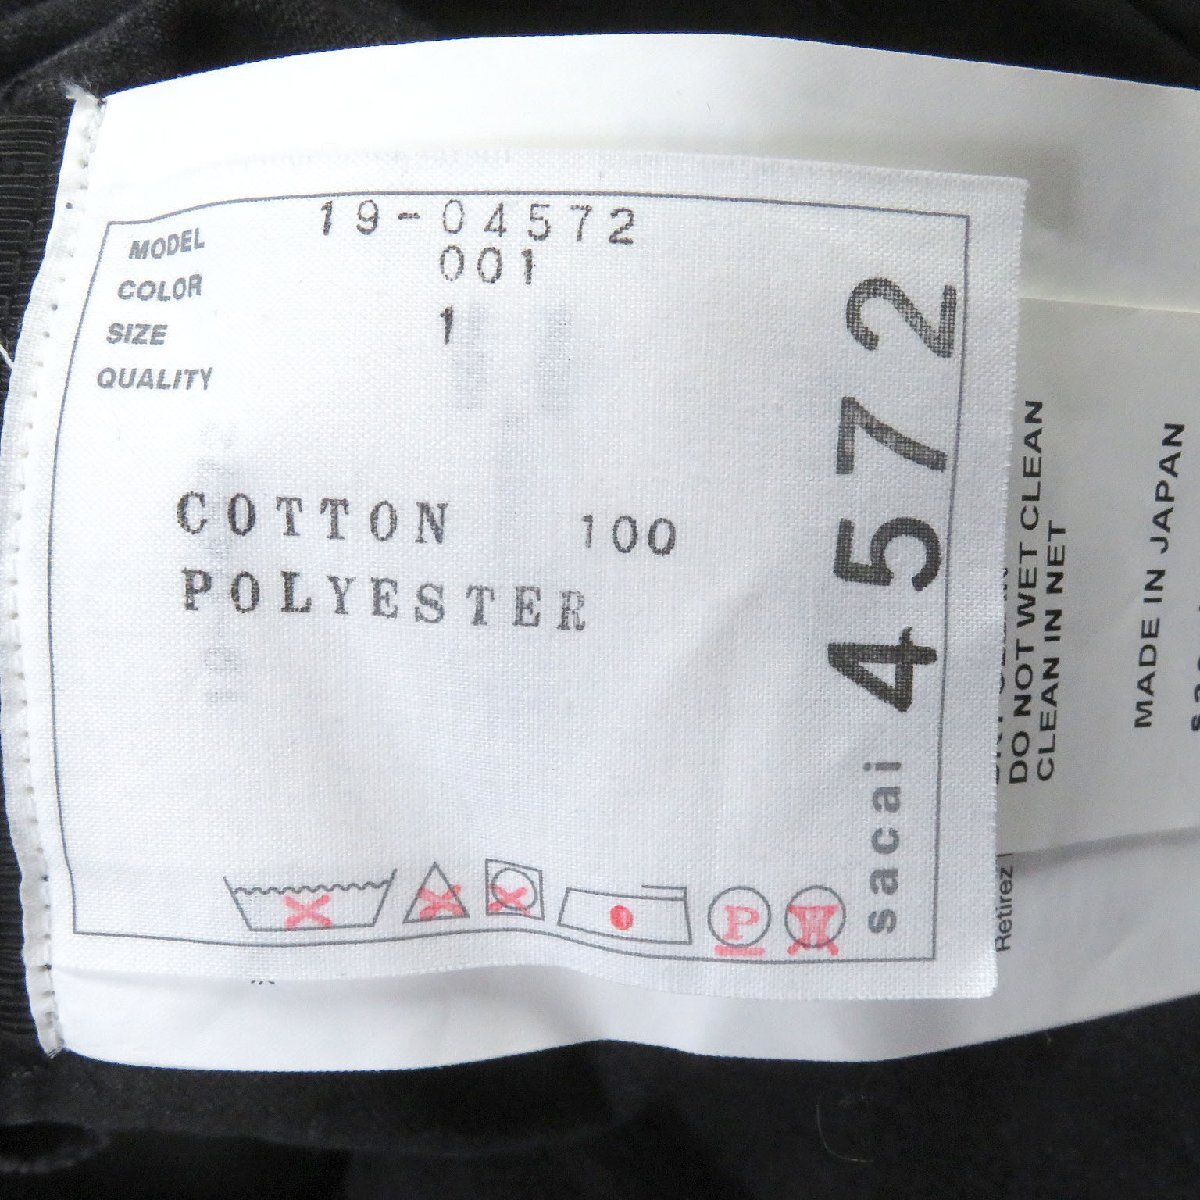 MODEL 19-04572
COLOR 001
SIZE 1
QUALITY
COTTON 100
POLYESTER
P
W
sacai 4572
DO NOT WET CLEAN
CLEAN IN NET
Retirez
MADE IN JAPAN